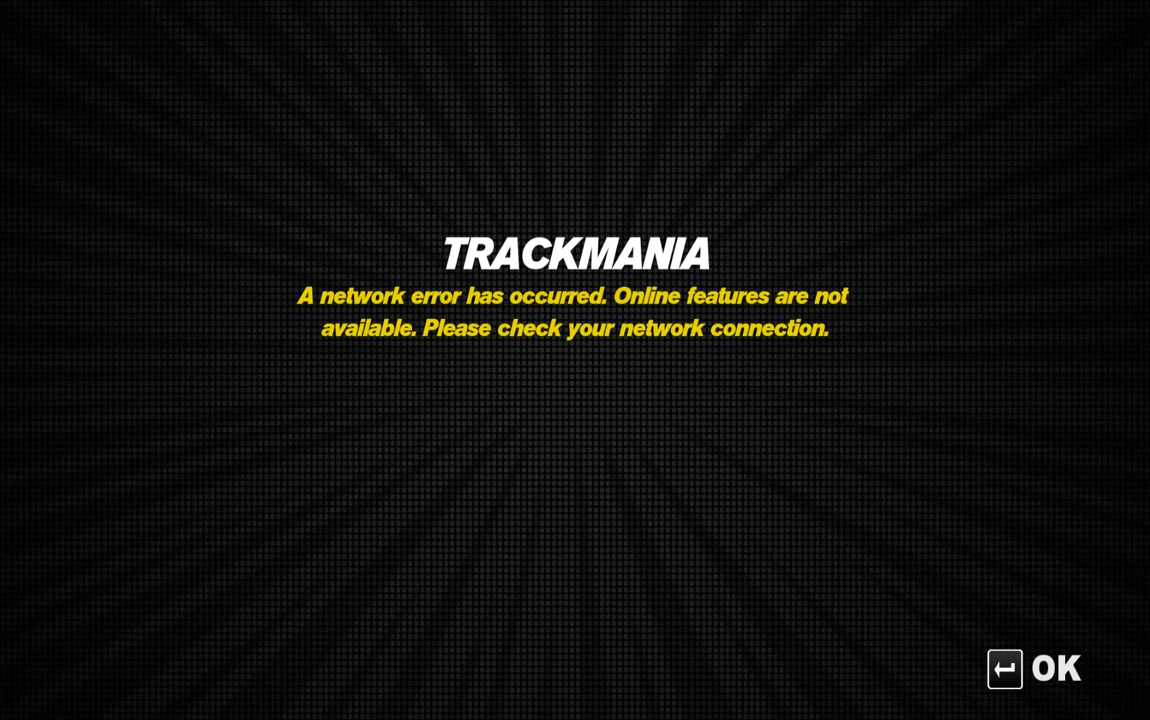 TRACKMANIA
A network error has occurred. Online features are not
available. Please check your network connection.
OK